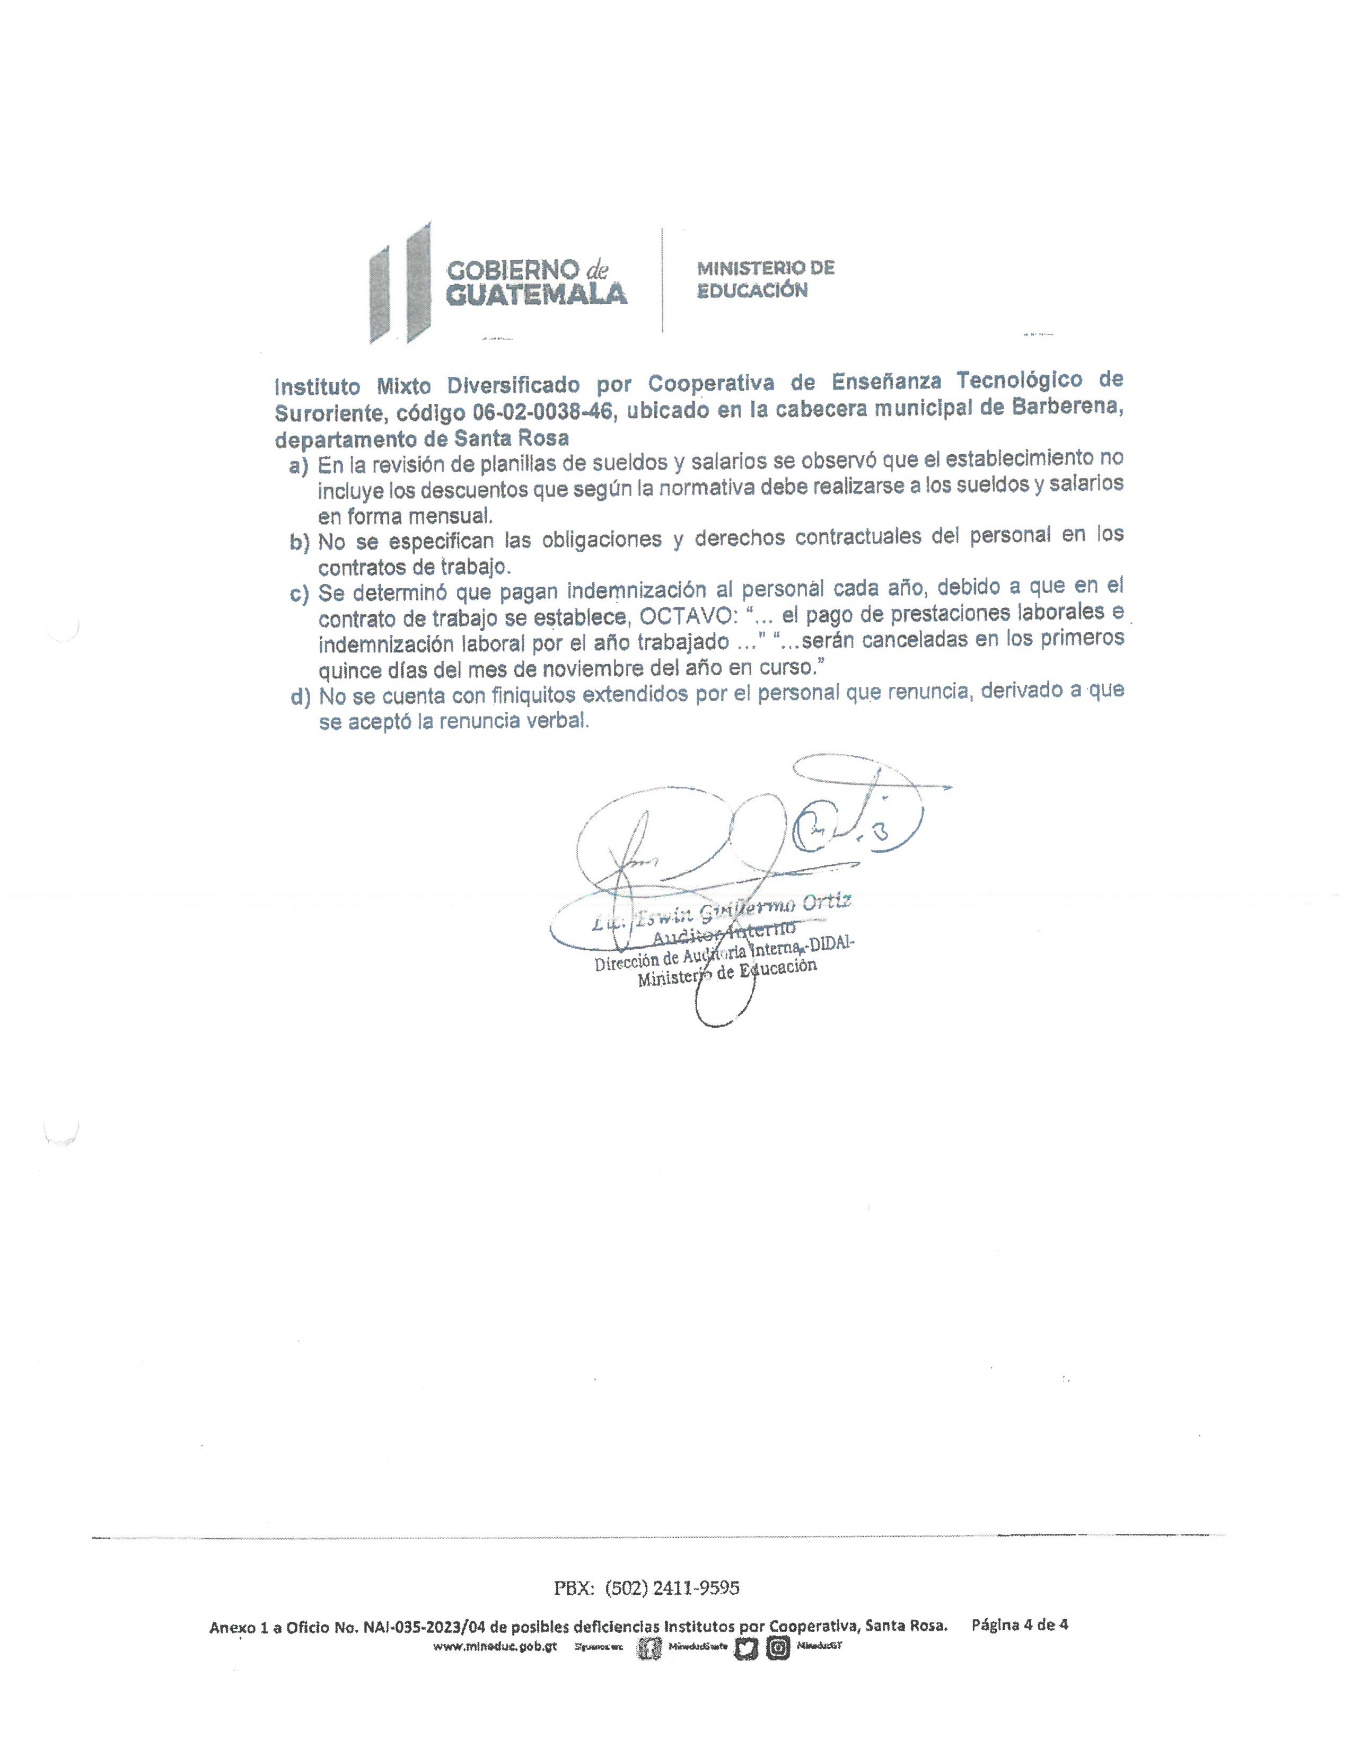 GOBIERNO de
GUATEMALA
MINISTERIO DE
EDUCACIÓN
Instituto Mixto Diversificado por Cooperativa de Enseñanza Tecnológico de
Suroriente, código 06-02-0038-46, ubicado en la cabecera municipal de Barberena,
departamento de Santa Rosa
a) En la revisión de planillas de sueldos y salarios se observó que el establecimiento no
incluye los descuentos que según la normativa debe realizarse a los sueldos y salarios
en forma mensual.
b) No se especifican las obligaciones y derechos contractuales del personal en los
contratos de trabajo.
c) Se determinó que pagan indemnización al personal cada año, debido a que en el
contrato de trabajo se establece, OCTAVO: “... el pago de prestaciones laborales e
indemnización laboral por el año trabajado ...” “...serán canceladas en los primeros
quince días del mes de noviembre del año en curso.”
d) No se cuenta con finiquitos extendidos por el personal que renuncia, derivado a que
se aceptó la renuncia verbal.
Lic. Eswin Guillermo Ortiz
Auditor Interno
Dirección de Auditoria Interna -DIDAI-
Ministerio de Educación
PBX: (502) 2411-9595
Anexo 1 a Oficio No. NAI-035-2023/04 de posibles deficiencias Institutos por Cooperativa, Santa Rosa. Página 4 de 4
www.mineduc.gob.gt MineducGuate MineducGT